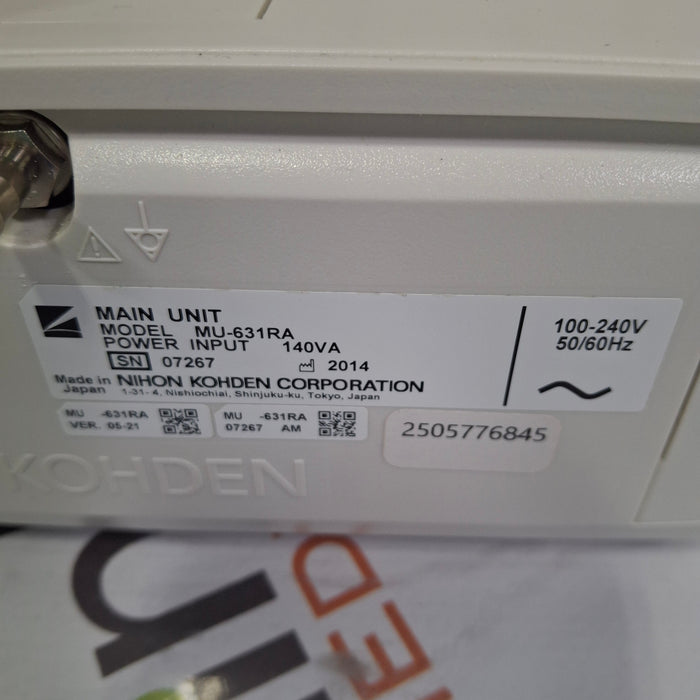 MAIN UNIT
MODEL MU-631RA
POWER INPUT 140VA
SN 07267 2014
Made in Japan NIHON KOHDEN CORPORATION
1-31-4, Nishiochiai, Shinjuku-ku, Tokyo, Japan
100-240V
50/60Hz
MU -631RA
VER. 05-21
MU -631RA
07267 AM
2505776845
KOHDEN
ED